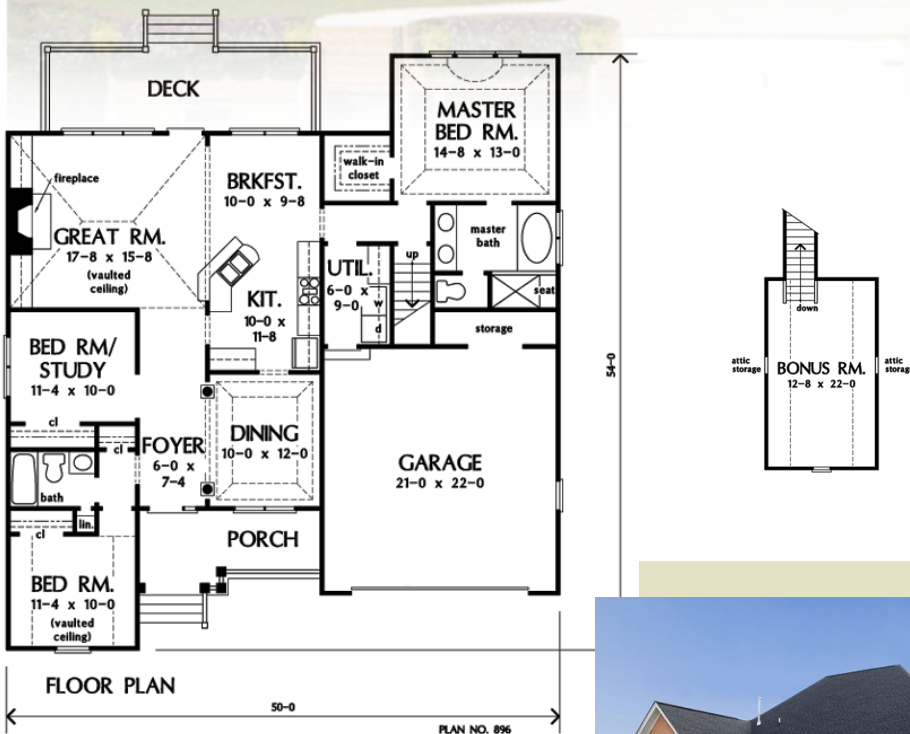 DECK
MASTER
BED RM.
14-8 x 13-0
walk-in
closet
fireplace
BRKFST.
10-0 x 9-8
GREAT RM.
17-8 x 15-8
(vaulted
ceiling)
master
bath
up
UTIL.
6-0 x
9-0
w
d
seat
storage
KIT.
10-0 x
11-8
BED RM/
STUDY
11-4 x 10-0
cl
cl
FOYER
6-0 x
7-4
DINING
10-0 x 12-0
GARAGE
21-0 x 22-0
bath
lin.
cl
PORCH
BED RM.
11-4 x 10-0
(vaulted
ceiling)
54-0
down
attic
storage
BONUS RM.
12-8 x 22-0
attic
storage
FLOOR PLAN
50-0
PLAN NO. 896